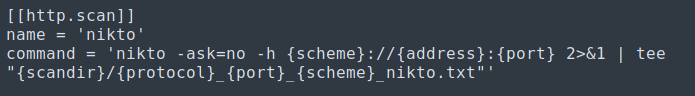 [[http.scan]]
name = 'nikto'
command = 'nikto -ask=no -h {scheme}://{address}:{port} 2>&1 | tee
"{scandir}/{protocol}_{port}_{scheme}_nikto.txt"'